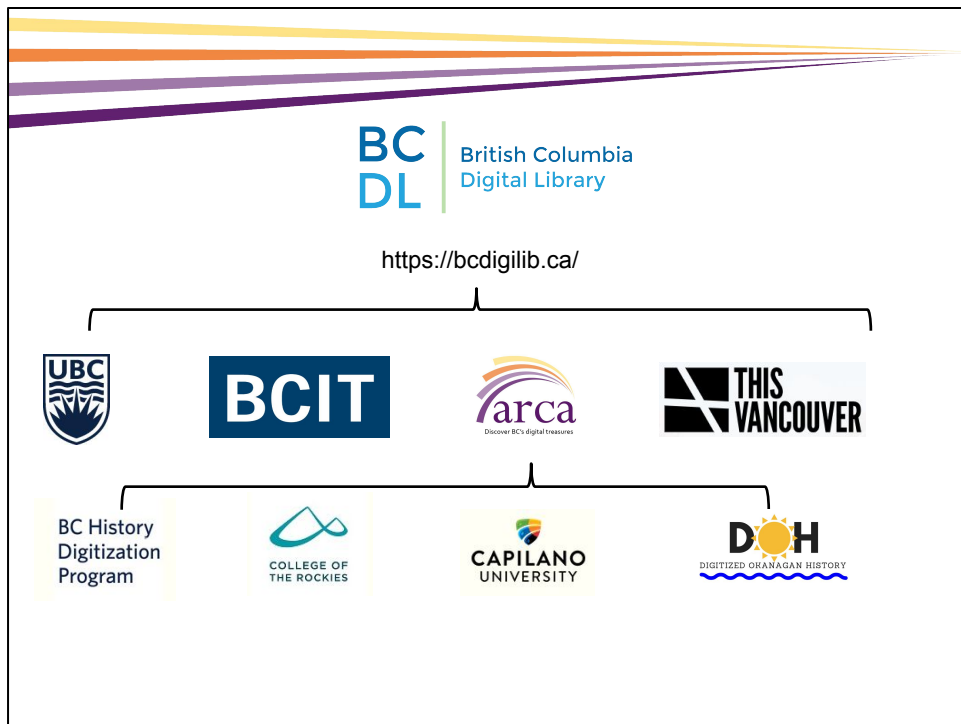 BC
DL
British Columbia
Digital Library
https://bcdigilib.ca/
UBC
BCIT
arca
Discover BC's digital treasures
THIS
VANCOUVER
BC History
Digitization
Program
COLLEGE OF
THE ROCKIES
CAPILANO
UNIVERSITY
DOH
DIGITIZED OKANAGAN HISTORY